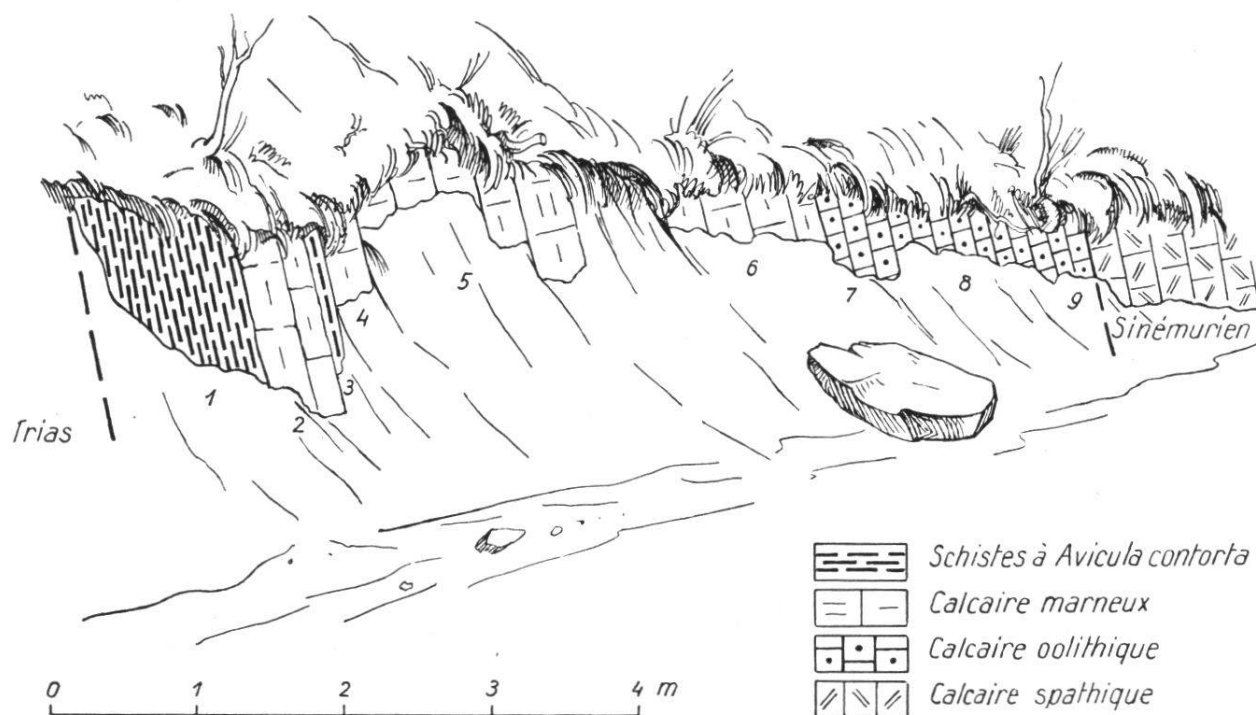 5
6
7
8
9
4
Sinémurien
3
1
2
Trias
Schistes à Avicula contorta
Calcaire marneux
Calcaire oolithique
Calcaire spathique
0 1 2 3 4 m